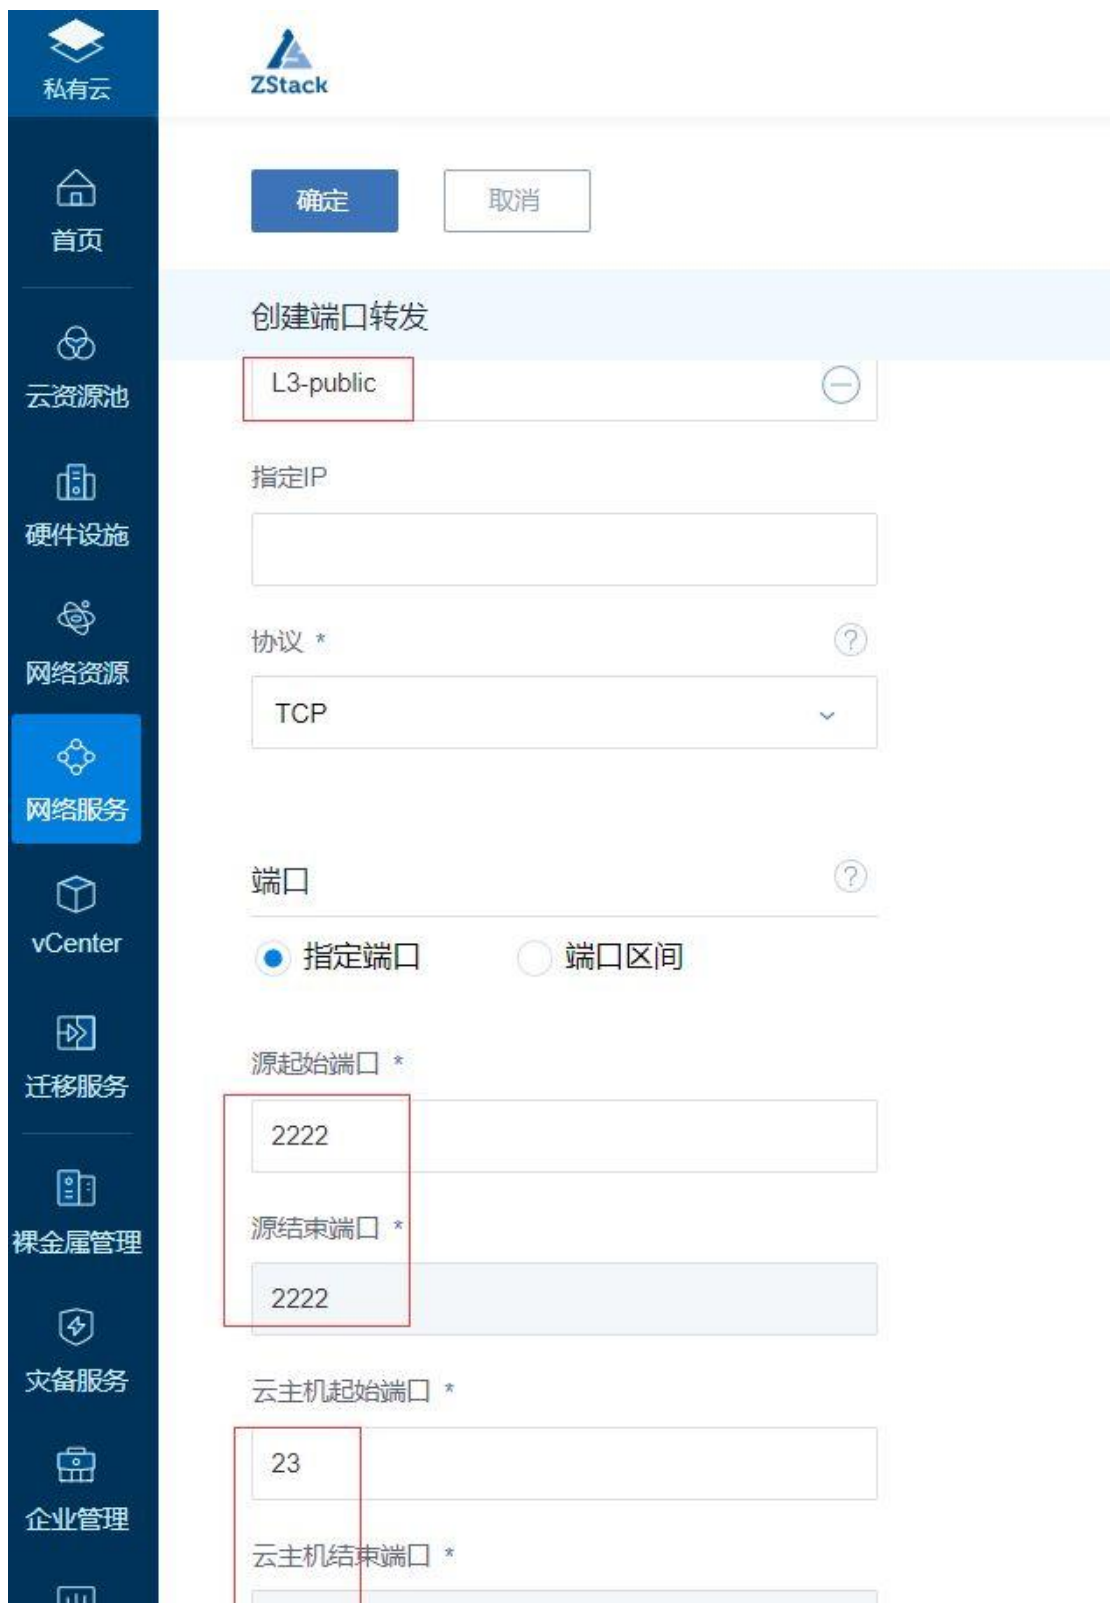 私有云
ZStack
首页
确定
取消
创建端口转发
云资源池
L3-public
指定IP
硬件设施
协议 *
网络资源
TCP
网络服务
端口
vCenter
指定端口
端口区间
迁移服务
源起始端口 *
2222
裸金属管理
源结束端口 *
2222
灾备服务
云主机起始端口 *
23
企业管理
云主机结束端口 *